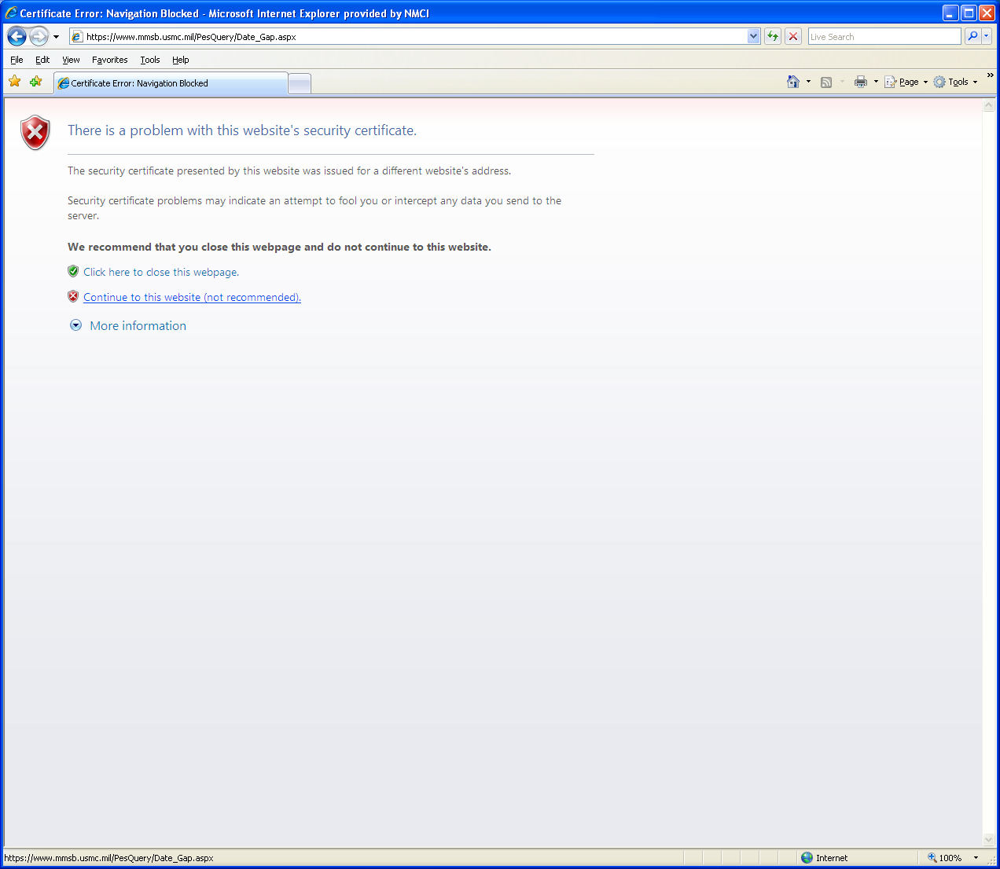 Certificate Error: Navigation Blocked - Microsoft Internet Explorer provided by NMCI
https://www.mmsb.usmc.mil/PesQuery/Date_Gap.aspx
Live Search
File Edit View Favorites Tools Help
Certificate Error: Navigation Blocked
Page Tools »
There is a problem with this website's security certificate.
The security certificate presented by this website was issued for a different website's address.
Security certificate problems may indicate an attempt to fool you or intercept any data you send to the
server.
We recommend that you close this webpage and do not continue to this website.
Click here to close this webpage.
Continue to this website (not recommended).
More information
https://www.mmsb.usmc.mil/PesQuery/Date_Gap.aspx
Internet
100%